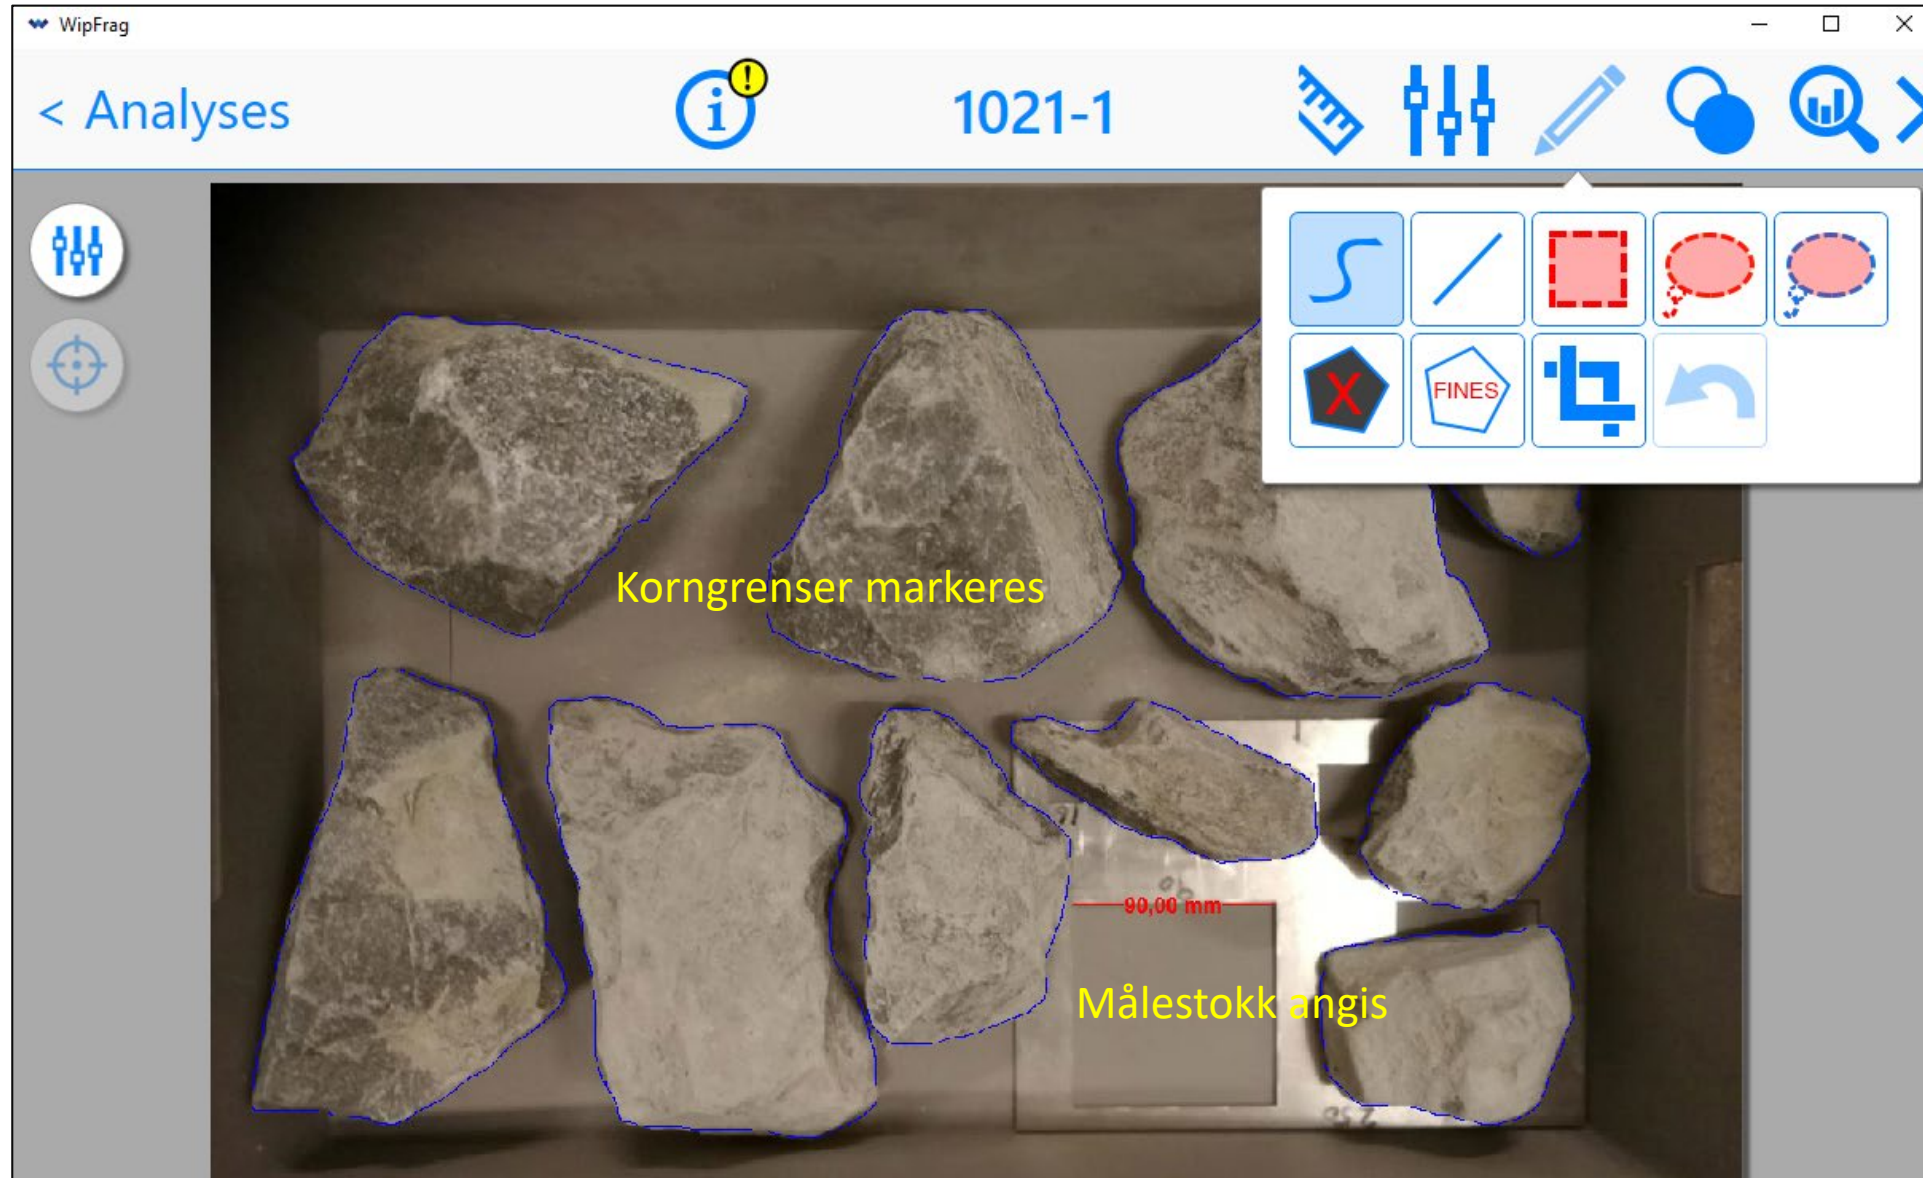 WipFrag
< Analyses
1021-1
FINES
Korngrenser markeres
90,00 mm
Målestokk angis